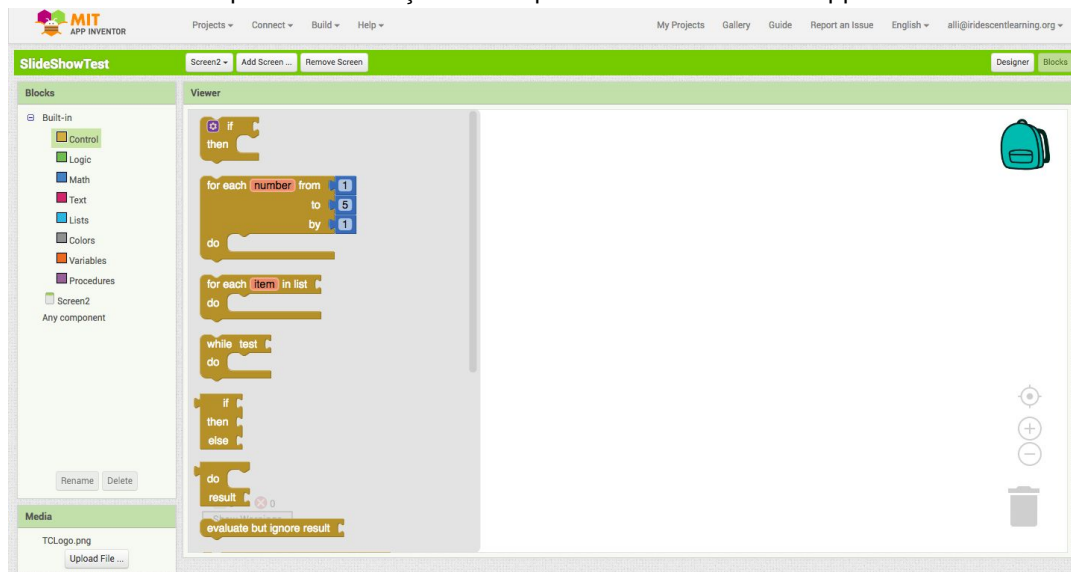 MIT
APP INVENTOR
Projects Connect Build Help My Projects Gallery Guide Report an Issue English alli@iridescentlearning.org
SlideShowTest Screen2 Add Screen ... Remove Screen Designer Blocks
Blocks
Built-in
Control
Logic
Math
Text
Lists
Colors
Variables
Procedures
Screen2
Any component
Rename Delete
Media
TCLogo.png
Upload File ...
Viewer
if
then
for each number from 1
to 5
by 1
do
for each item in list
do
while test
do
if
then
else
do
result
0
Show Warnings
evaluate but ignore result